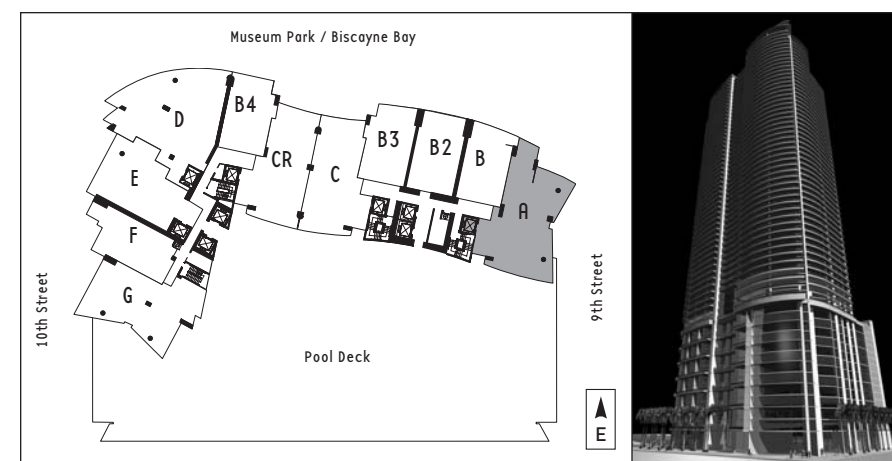 Museum Park / Biscayne Bay
D
B4
CR
C
B3
B2
B
A
E
F
G
10th Street
9th Street
Pool Deck
E